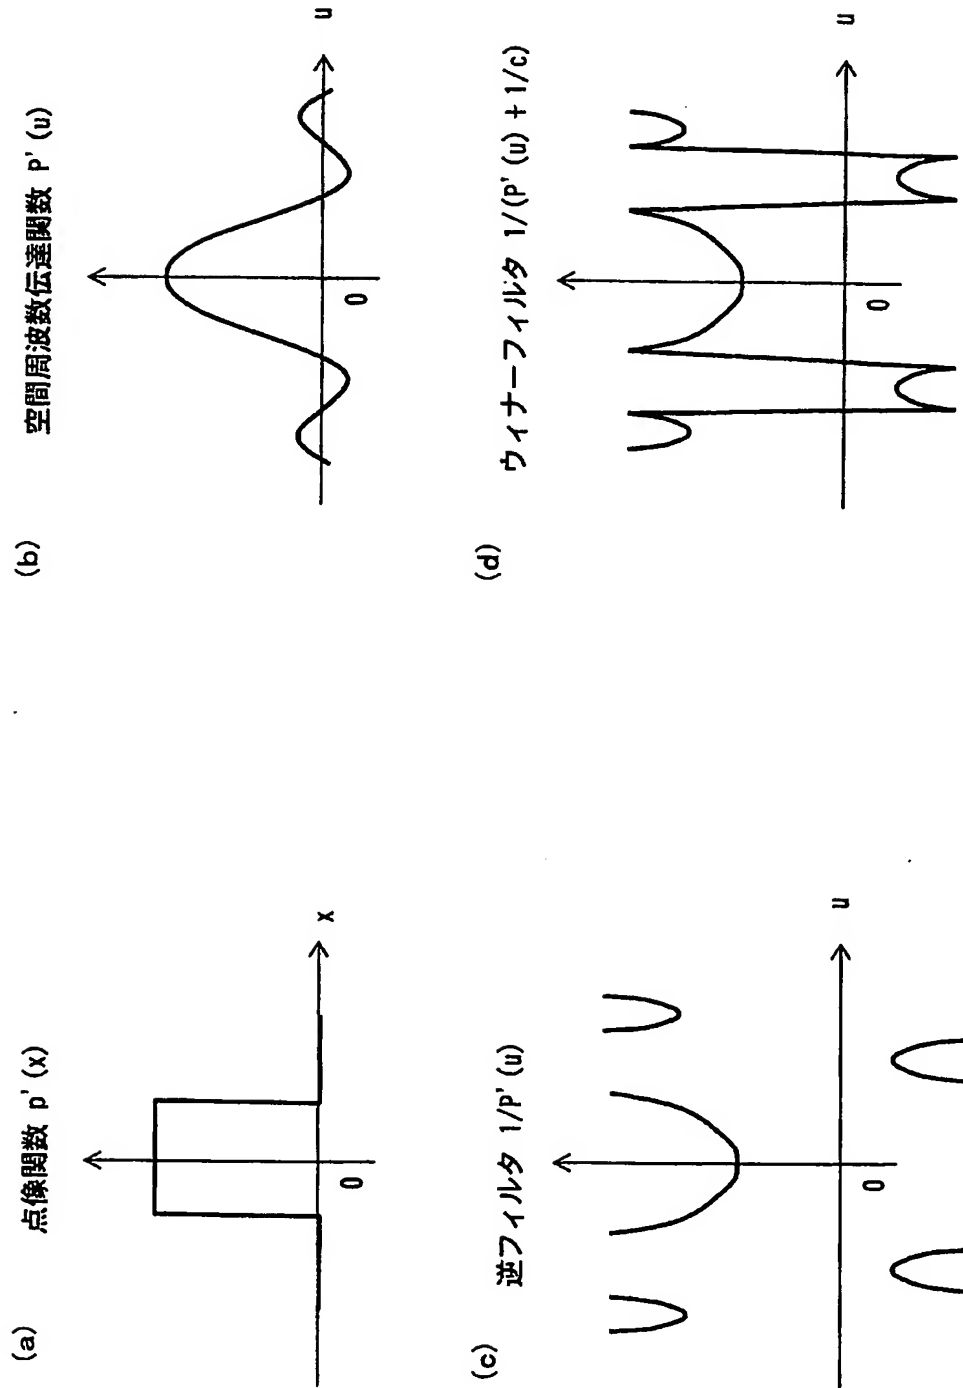 (a)
点像関数 p'(x)
x
0
(b)
空間周波数伝達関数 P'(u)
u
0
(c)
逆フィルタ 1/P'(u)
u
0
(d)
ウィナーフィルタ 1/(P'(u)+1/c)
u
0